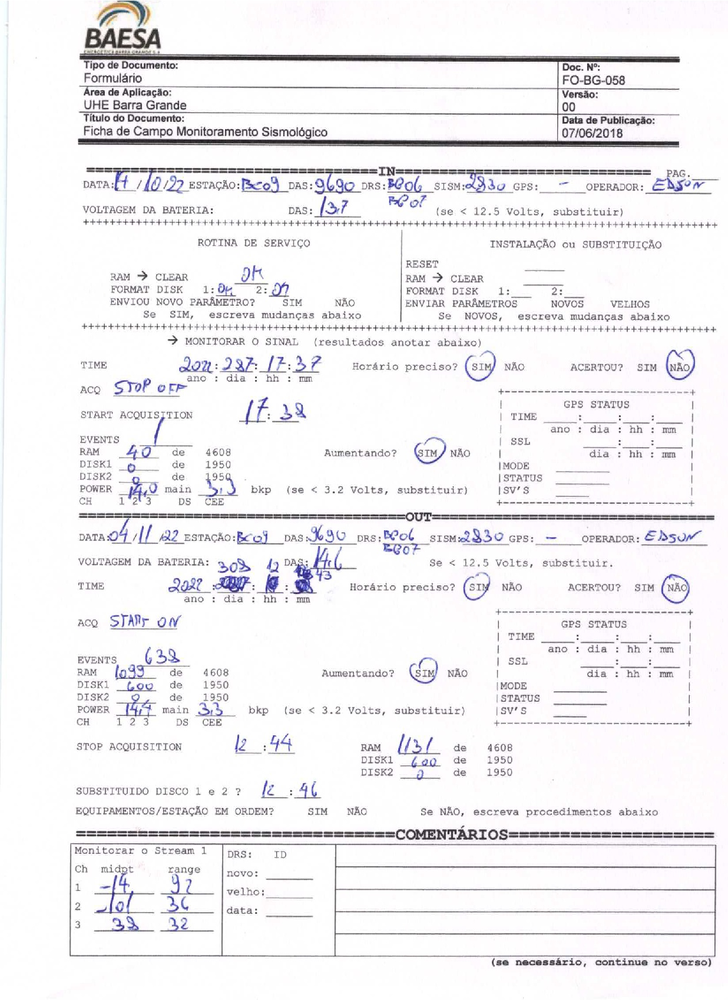 BAESA
ENERGÉTICA BARRA GRANDE S.A.
Tipo de Documento:
Formulário
Doc. Nº:
FO-BG-058
Área de Aplicação:
UHE Barra Grande
Versão:
00
Título do Documento:
Ficha de Campo Monitoramento Sismológico
Data de Publicação:
07/06/2018
===IN=== PAG.
DATA: /10/22 ESTAÇÃO: BC09 DAS: 9690 DRS: BC06 SISM: 2830 GPS: - OPERADOR: EDSON
BC07
VOLTAGEM DA BATERIA: DAS: 13,7 (se < 12.5 Volts, substituir)
ROTINA DE SERVIÇO
RAM → CLEAR OK
FORMAT DISK 1: OK 2: OK
ENVIOU NOVO PARÂMETRO? SIM NÃO
Se SIM, escreva mudanças abaixo
INSTALAÇÃO ou SUBSTITUIÇÃO
RESET
RAM → CLEAR
FORMAT DISK 1: 2:
ENVIAR PARÂMETROS NOVOS VELHOS
Se NOVOS, escreva mudanças abaixo
→ MONITORAR O SINAL (resultados anotar abaixo)
TIME 2022: 287: 17: 37 Horário preciso? SIM NÃO ACERTOU? SIM NÃO
ano : dia : hh : mm
ACQ STOP OFF
START ACQUISITION 17: 38
EVENTS 1
RAM 40 de 4608 Aumentando? SIM NÃO
DISK1 0 de 1950
DISK2 0 de 1950
POWER 14,0 main 3,3 bkp (se < 3.2 Volts, substituir)
CH 1 2 3 DS CEE
GPS STATUS
TIME : : :
ano : dia : hh : mm
SSL : :
dia : hh : mm
MODE
STATUS
SV'S
===OUT===
DATA: 04/11/22 ESTAÇÃO: BC09 DAS: 9690 DRS: BC06 SISM: 2830 GPS: - OPERADOR: EDSON
BC07
VOLTAGEM DA BATERIA: DAS: 14,6 Se < 12.5 Volts, substituir.
308 12 43
TIME 2022 : : : Horário preciso? SIM NÃO ACERTOU? SIM NÃO
ano : dia : hh : mm
ACQ START ON
EVENTS 638
RAM 1099 de 4608 Aumentando? SIM NÃO
DISK1 600 de 1950
DISK2 0 de 1950
POWER 14,4 main 3,3 bkp (se < 3.2 Volts, substituir)
CH 1 2 3 DS CEE
GPS STATUS
TIME : : :
ano : dia : hh : mm
SSL : :
dia : hh : mm
MODE
STATUS
SV'S
STOP ACQUISITION 12 : 44
RAM 1131 de 4608
DISK1 600 de 1950
DISK2 0 de 1950
SUBSTITUIDO DISCO 1 e 2 ? 12 : 46
EQUIPAMENTOS/ESTAÇÃO EM ORDEM? SIM NÃO Se NÃO, escreva procedimentos abaixo
===COMENTÁRIOS===
Monitorar o Stream 1
Ch midpt range
1 -14 92
2 -101 36
3 38 32
DRS: ID
novo:
velho:
data:
(se necessário, continue no verso)